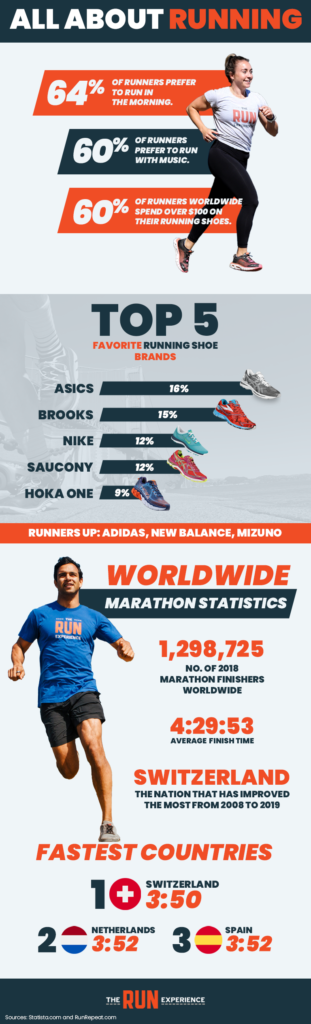 ALL ABOUT RUNNING
64% OF RUNNERS PREFER
TO RUN IN
THE MORNING.
60% OF RUNNERS
PREFER TO RUN
WITH MUSIC.
60% OF RUNNERS WORLDWIDE
SPEND OVER $100 ON
THEIR RUNNING SHOES.
RUN
TOP 5
FAVORITE RUNNING SHOE
BRANDS
ASICS 16%
BROOKS 15%
NIKE 12%
SAUCONY 12%
HOKA ONE 9%
RUNNERS UP: ADIDAS, NEW BALANCE, MIZUNO
WORLDWIDE
MARATHON STATISTICS
THE
RUN
EXPERIENCE
1,298,725
NO. OF 2018
MARATHON FINISHERS
WORLDWIDE
4:29:53
AVERAGE FINISH TIME
SWITZERLAND
THE NATION THAT HAS IMPROVED
THE MOST FROM 2008 TO 2019
FASTEST COUNTRIES
1 SWITZERLAND
3:50
2 NETHERLANDS
3:52
3 SPAIN
3:52
THE RUN EXPERIENCE
Sources: Statista.com and RunRepeat.com